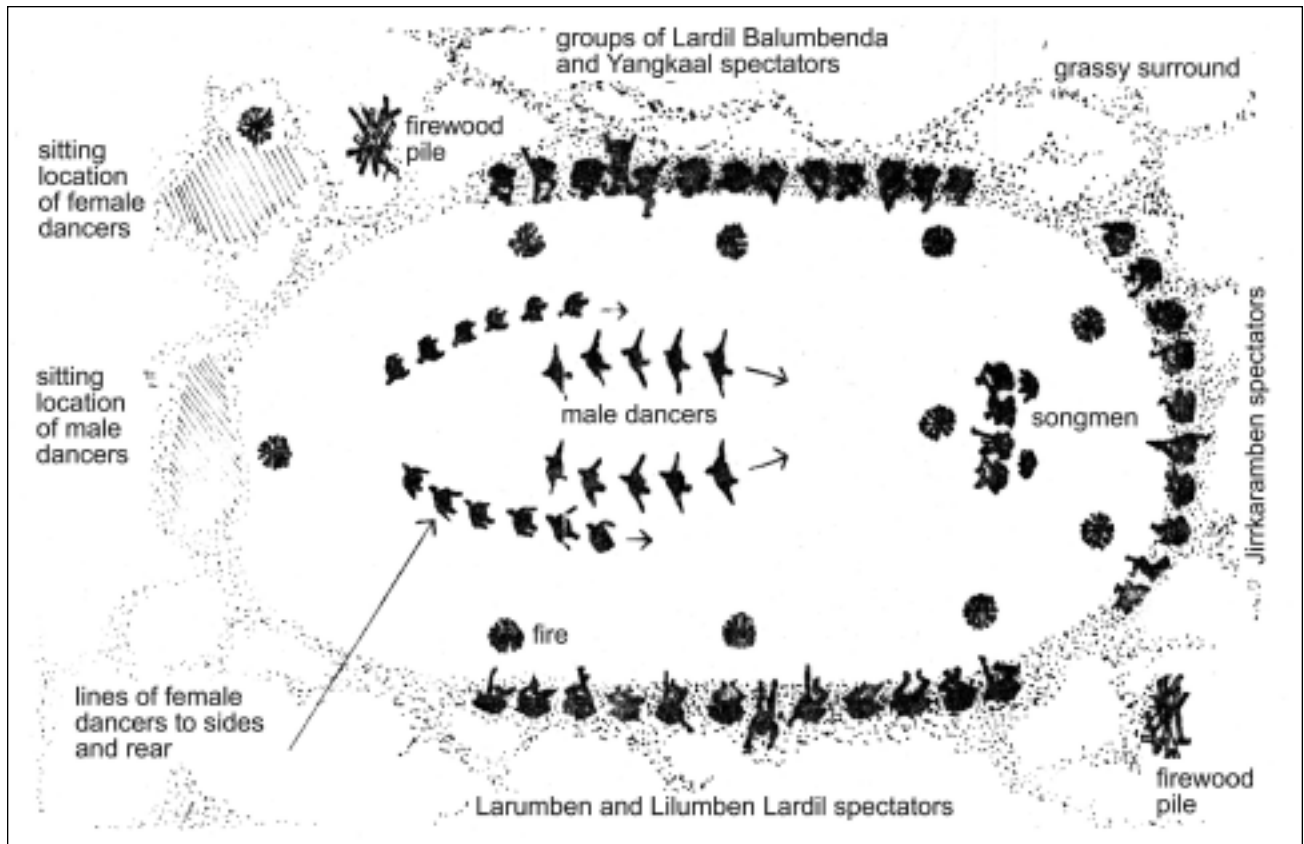 groups of Lardil Balumbenda
and Yangkaal spectators
grassy surround
firewood
pile
sitting
location
of female
dancers
sitting
location
of male
dancers
male dancers
songmen
Jirrkaramben spectators
fire
lines of female
dancers to sides
and rear
Larumben and Lilumben Lardil spectators
firewood
pile